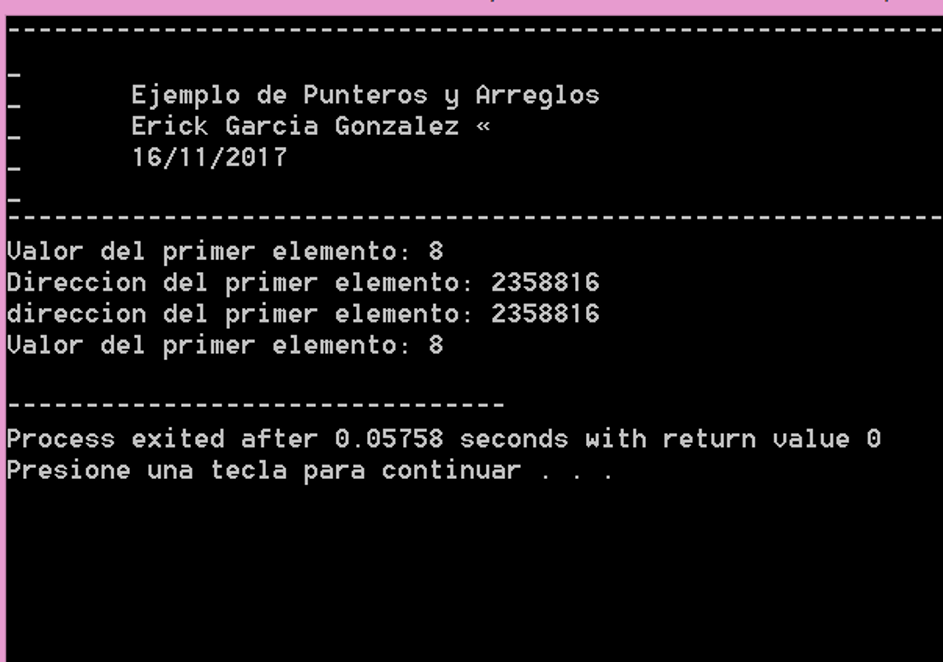 ------------------------------------------------------------
-
- Ejemplo de Punteros y Arreglos
- Erick Garcia Gonzalez «
- 16/11/2017
-
------------------------------------------------------------
Valor del primer elemento: 8
Direccion del primer elemento: 2358816
direccion del primer elemento: 2358816
Valor del primer elemento: 8
--------------------------------
Process exited after 0.05758 seconds with return value 0
Presione una tecla para continuar . . .